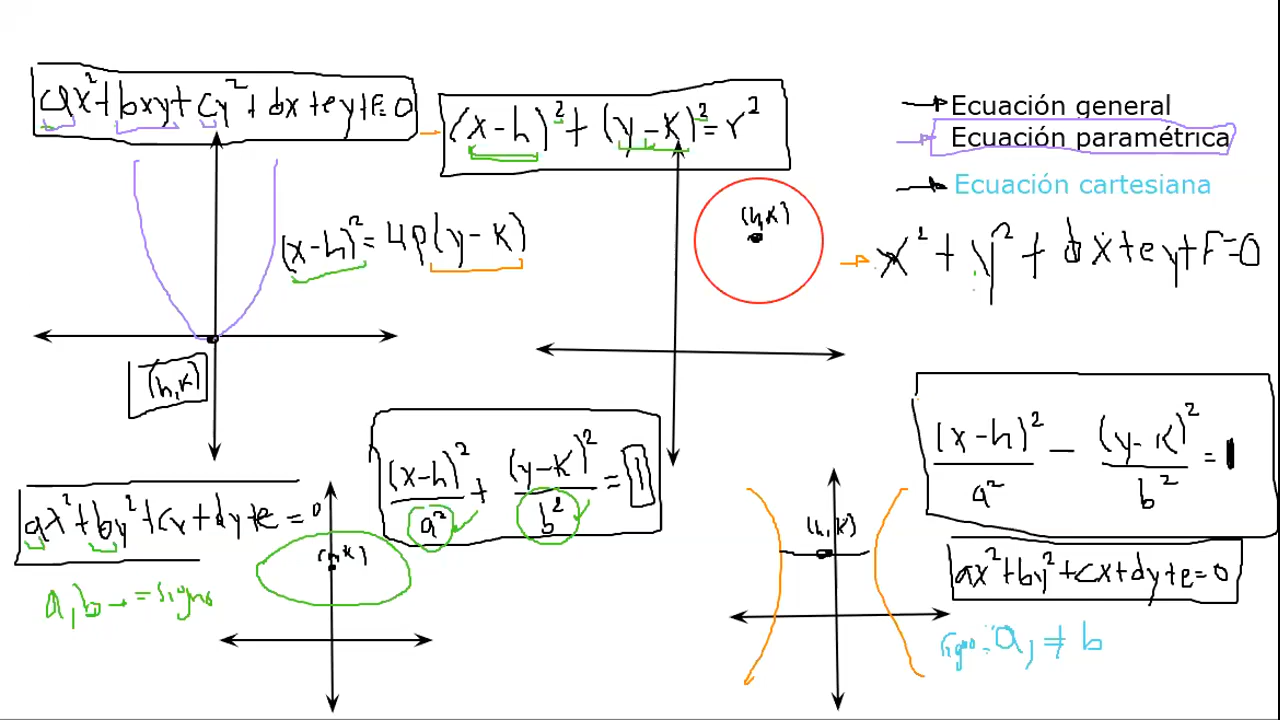 ax² + bxy + cy² + dx + ey + F = 0
(x-h)² + (y-k)² = r²
→ Ecuación general
→ Ecuación paramétrica
→ Ecuación cartesiana
(h,k)
(x-h)² = 4p(y-k)
x² + y² + dx + ey + F = 0
(h,k)
(x-h)²/a² + (y-k)²/b² = 1
(x-h)²/a² - (y-k)²/b² = 1
ax² + by² + cx + dy + e = 0
(h,k)
(h,k)
ax² + by² + cx + dy + e = 0
a,b → = signo
signo: a, ≠ b